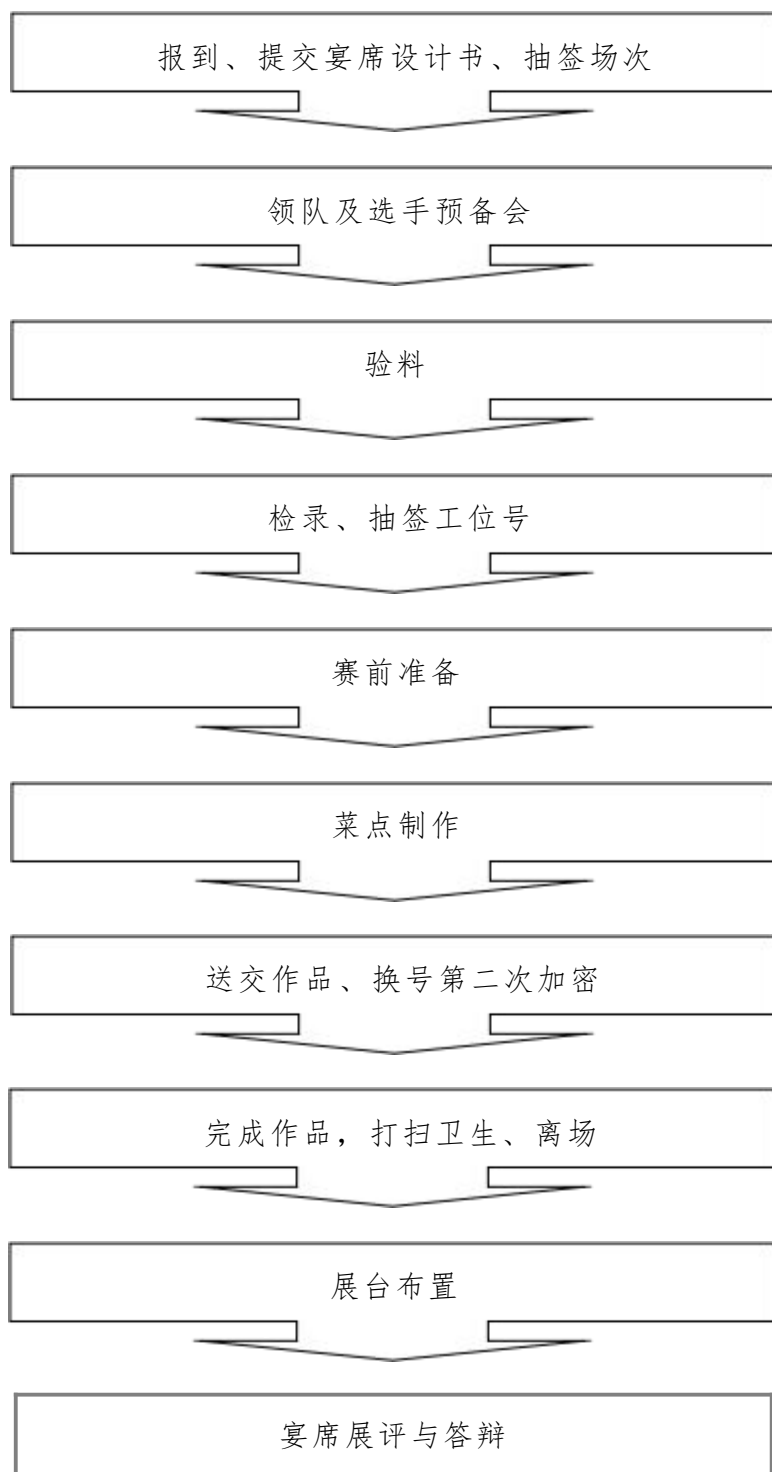 报到、提交宴席设计书、抽签场次
领队及选手预备会
验料
检录、抽签工位号
赛前准备
菜点制作
送交作品、换号第二次加密
完成作品，打扫卫生、离场
展台布置
宴席展评与答辩